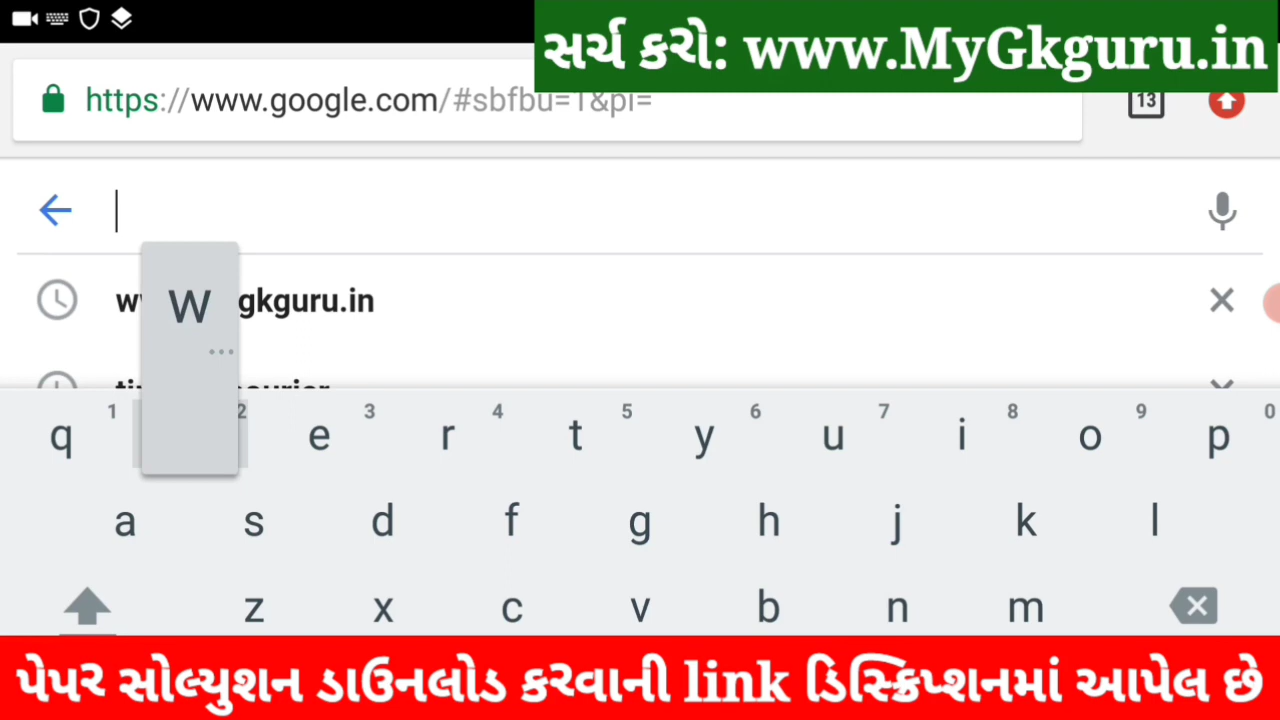 સર્ચ કરો: www.MyGkguru.in
https://www.google.com/#sbfbu=1&pi=
13
w
gkguru.in
1 2 3 4 5 6 7 8 9 0
q e r t y u i o p
a s d f g h j k l
z x c v b n m
પેપર સોલ્યુશન ડાઉનલોડ કરવાની link ડિસ્ક્રિપ્શનમાં આપેલ છે